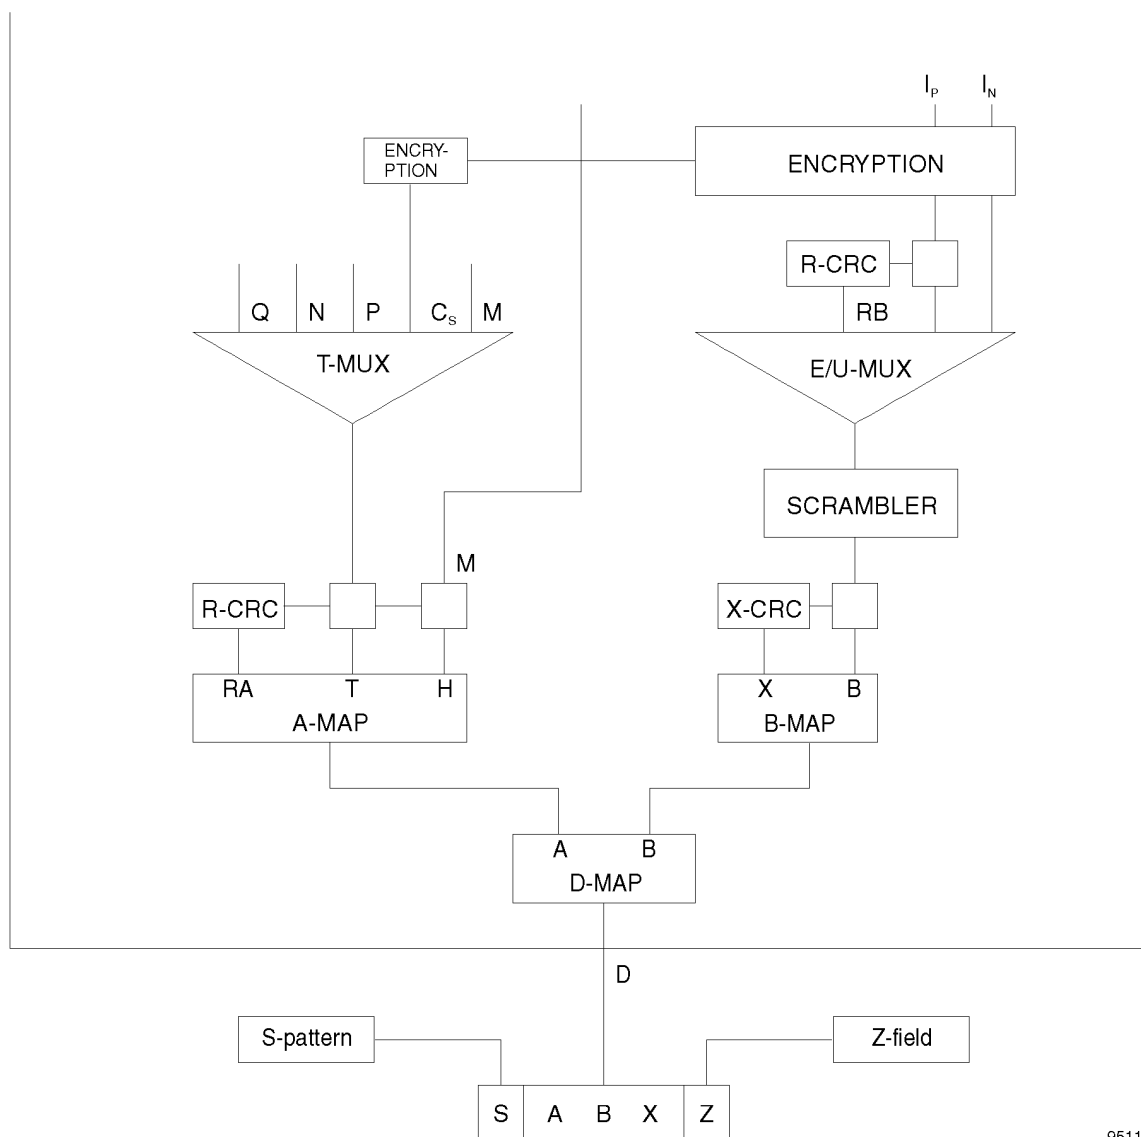 I_P I_N
ENCRY-
PTION
ENCRYPTION
R-CRC
Q N P C_S M
RB
T-MUX
E/U-MUX
SCRAMBLER
M
R-CRC
X-CRC
RA T H
X B
A-MAP
B-MAP
A B
D-MAP
D
S-pattern
Z-field
S A B X Z
9511